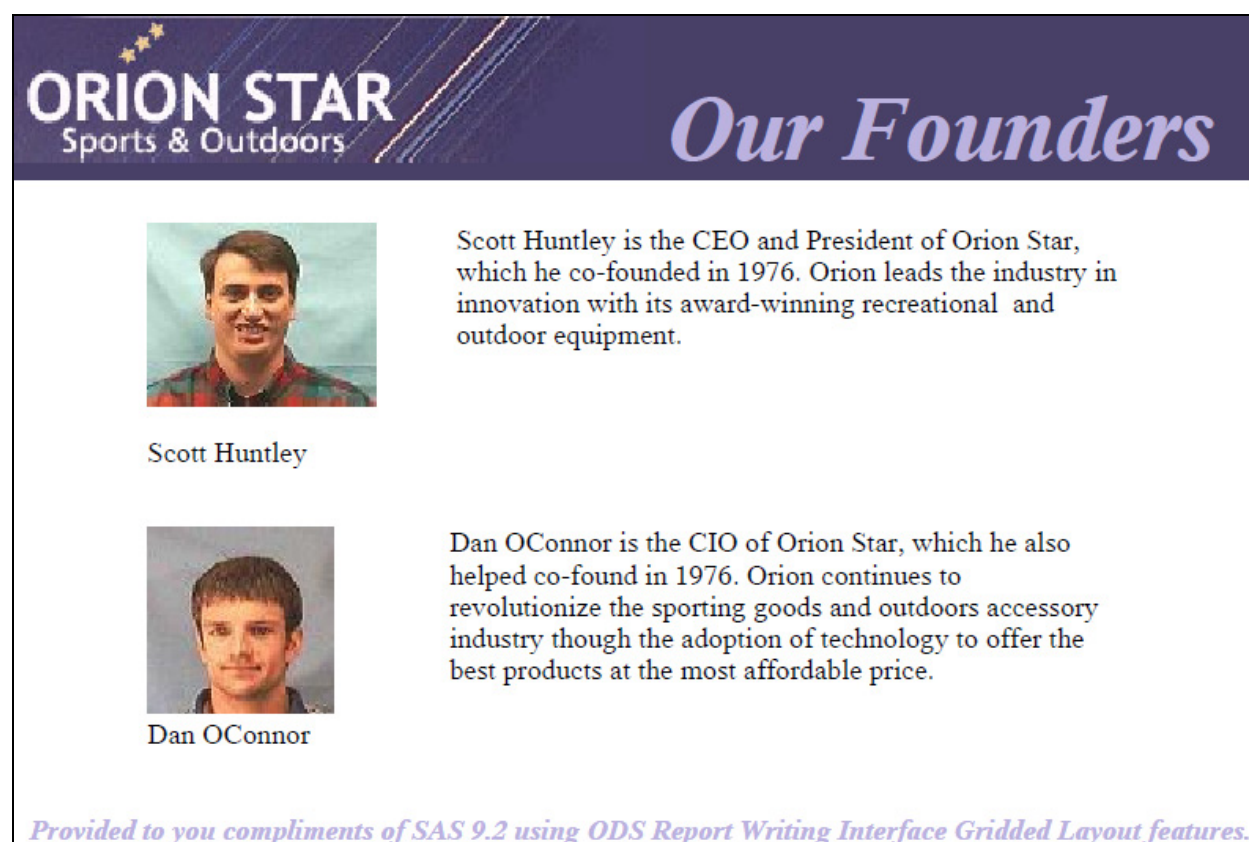 ORION STAR
Sports & Outdoors
Our Founders
Scott Huntley is the CEO and President of Orion Star,
which he co-founded in 1976. Orion leads the industry in
innovation with its award-winning recreational  and
outdoor equipment.
Scott Huntley
Dan OConnor is the CIO of Orion Star, which he also
helped co-found in 1976. Orion continues to
revolutionize the sporting goods and outdoors accessory
industry though the adoption of technology to offer the
best products at the most affordable price.
Dan OConnor
Provided to you compliments of SAS 9.2 using ODS Report Writing Interface Gridded Layout features.